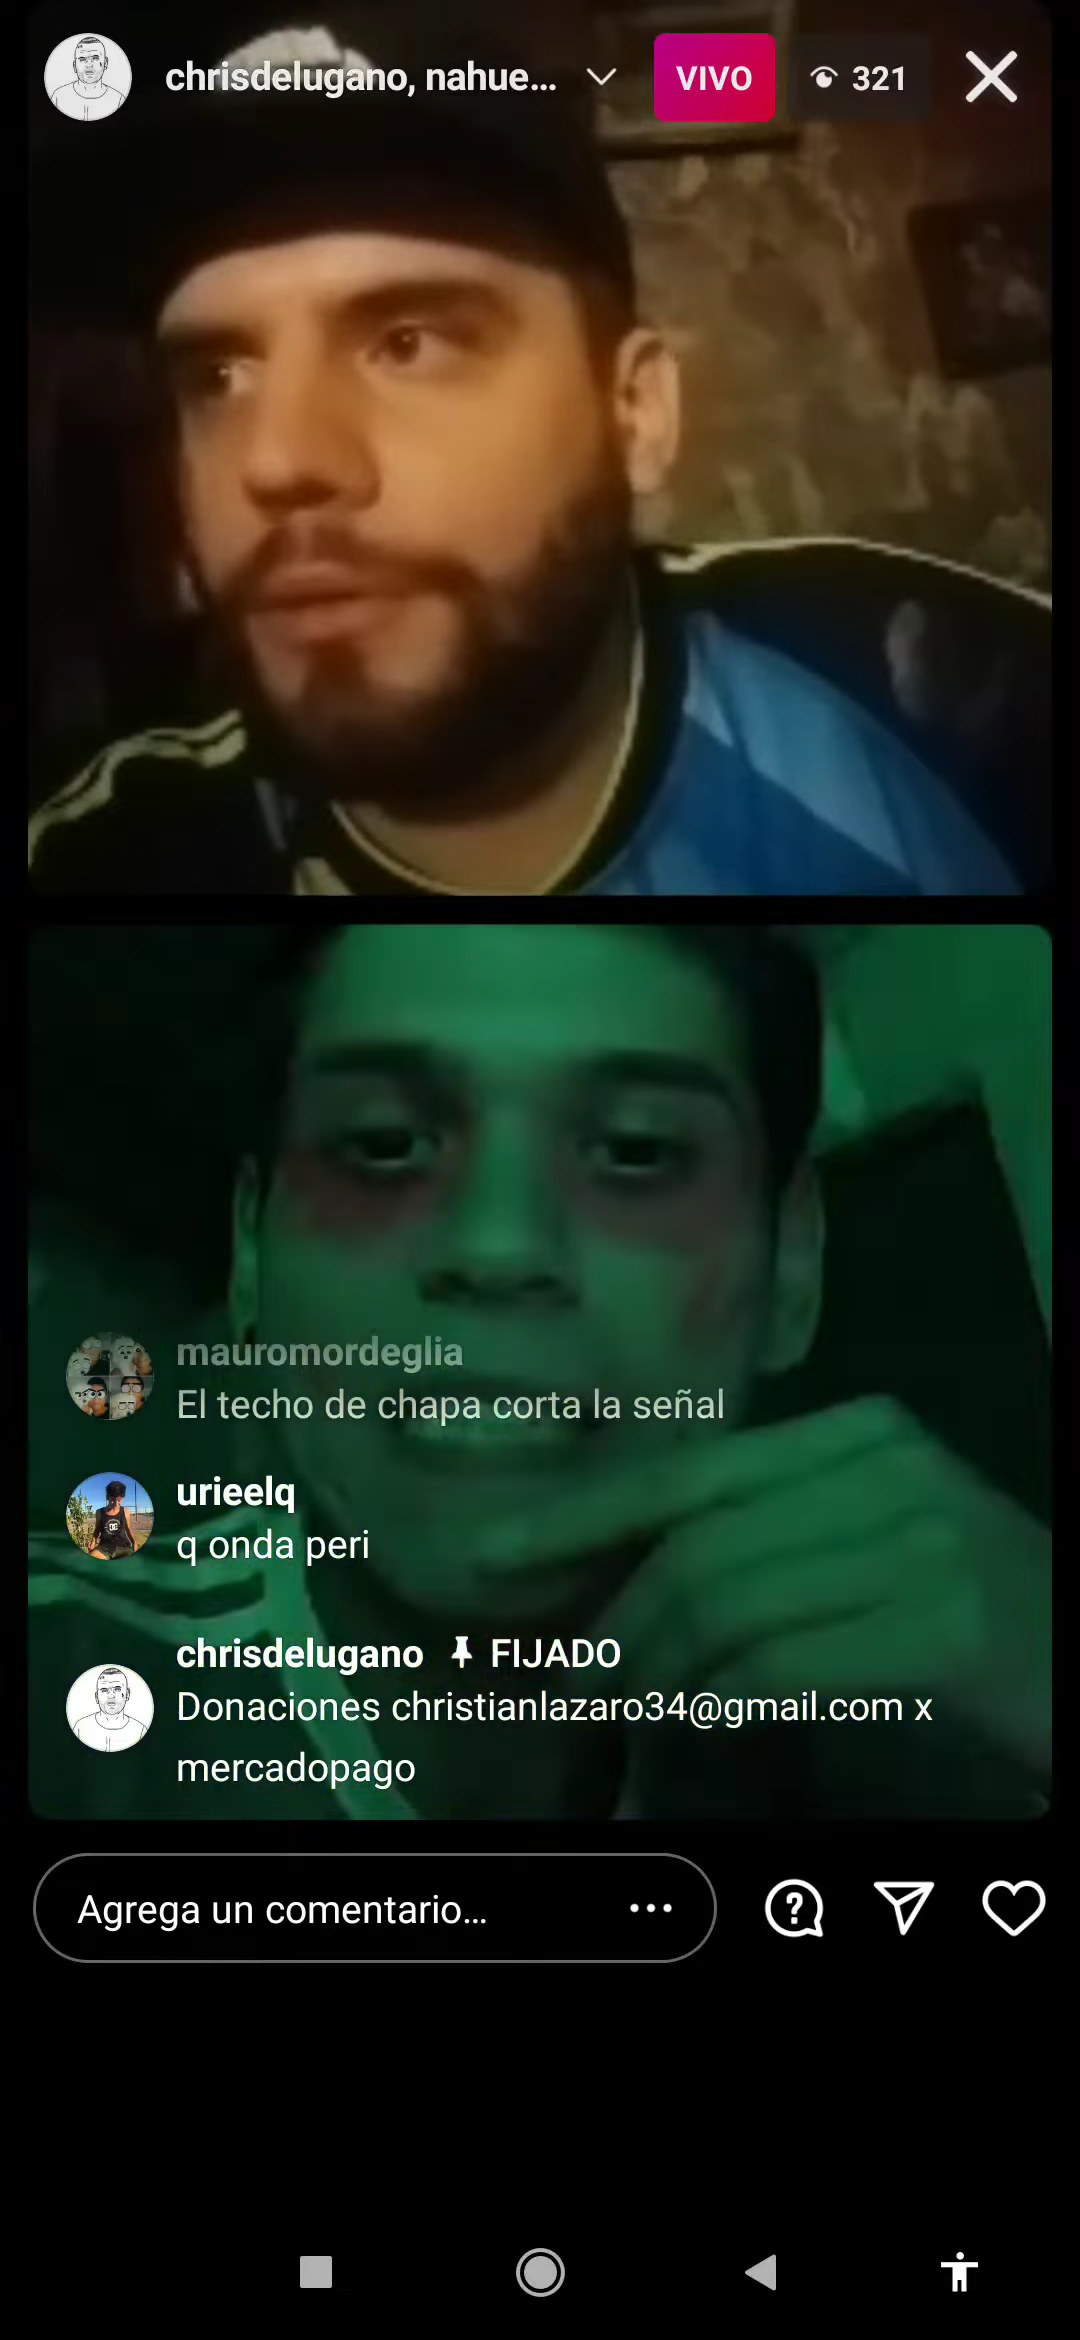 chrisdelugano, nahue...
VIVO
321
mauromordeglia
El techo de chapa corta la señal
urieelq
q onda peri
chrisdelugano FIJADO
Donaciones christianlazaro34@gmail.com x
mercadopago
Agrega un comentario...